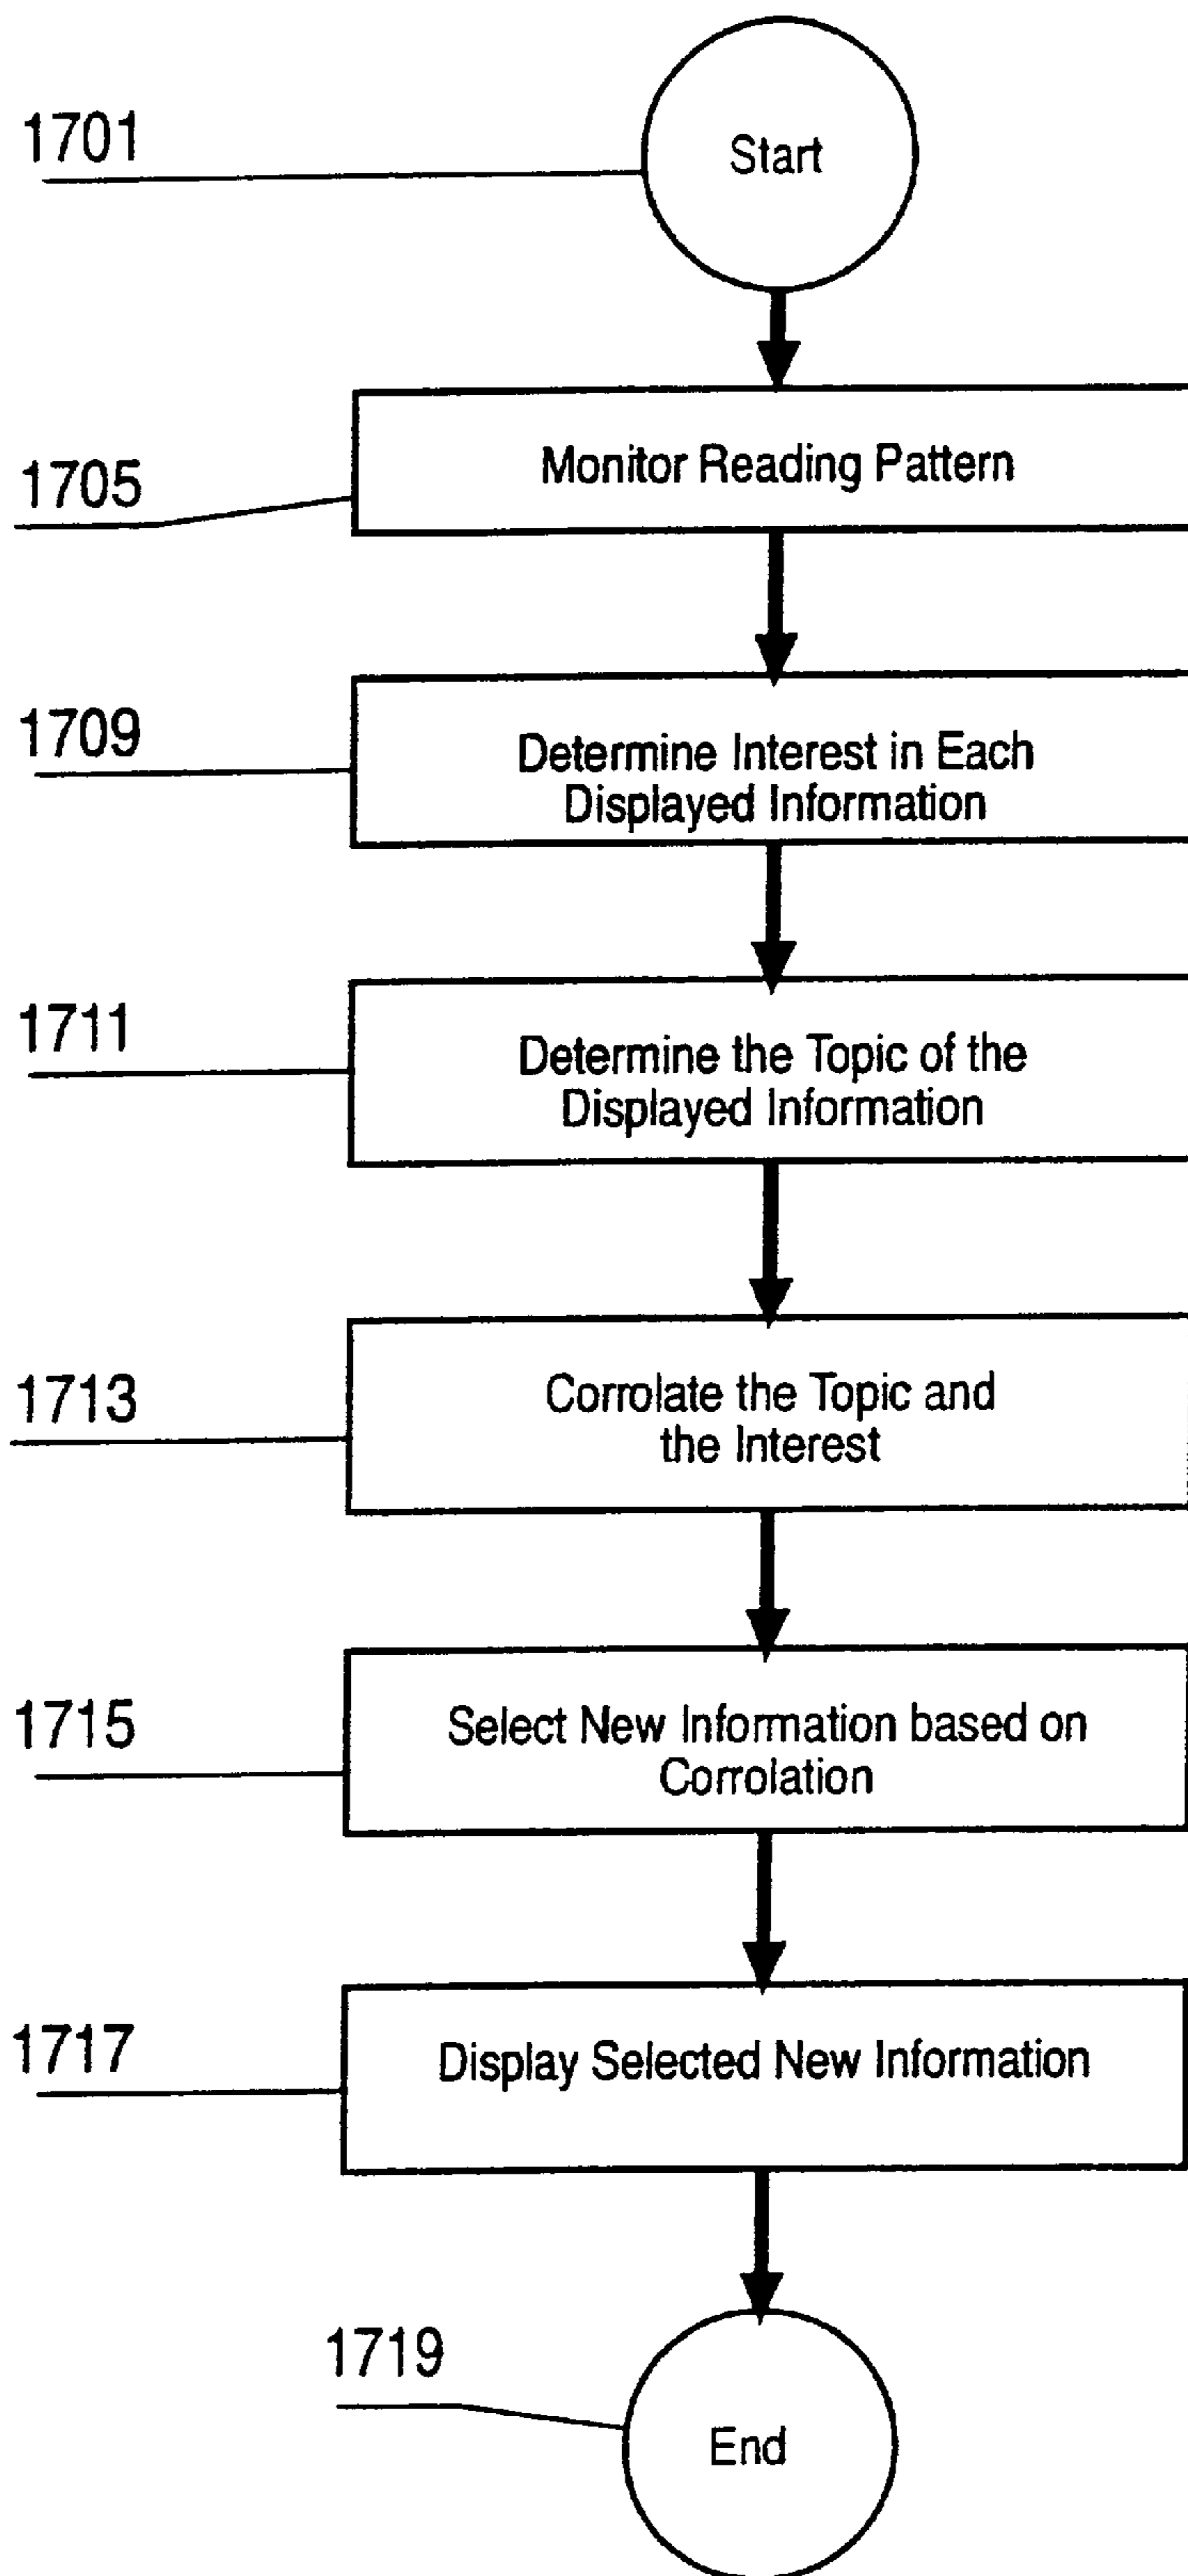 1701
Start
1705
Monitor Reading Pattern
1709
Determine Interest in Each
Displayed Information
1711
Determine the Topic of the
Displayed Information
1713
Corrolate the Topic and
the Interest
1715
Select New Information based on
Corrolation
1717
Display Selected New Information
1719
End